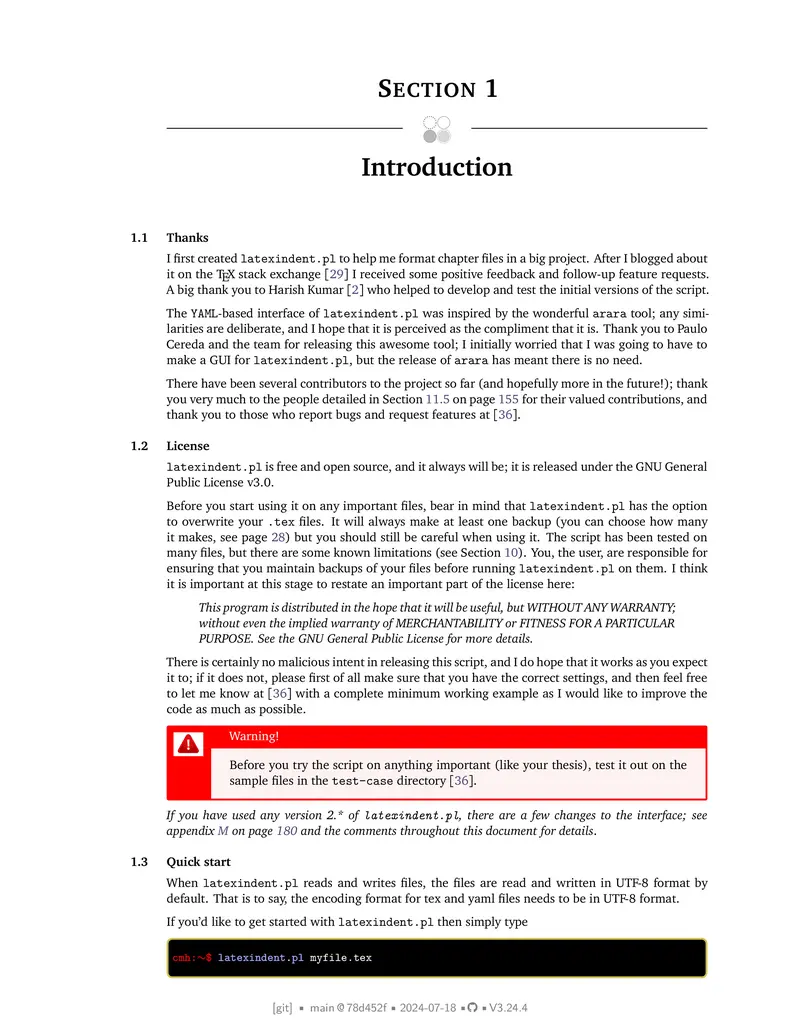 SECTION 1
Introduction
1.1 Thanks
I first created latexindent.pl to help me format chapter files in a big project. After I blogged about
it on the TEX stack exchange [29] I received some positive feedback and follow-up feature requests.
A big thank you to Harish Kumar [2] who helped to develop and test the initial versions of the script.
The YAML-based interface of latexindent.pl was inspired by the wonderful arara tool; any simi-
larities are deliberate, and I hope that it is perceived as the compliment that it is. Thank you to Paulo
Cereda and the team for releasing this awesome tool; I initially worried that I was going to have to
make a GUI for latexindent.pl, but the release of arara has meant there is no need.
There have been several contributors to the project so far (and hopefully more in the future!); thank
you very much to the people detailed in Section 11.5 on page 155 for their valued contributions, and
thank you to those who report bugs and request features at [36].
1.2 License
latexindent.pl is free and open source, and it always will be; it is released under the GNU General
Public License v3.0.
Before you start using it on any important files, bear in mind that latexindent.pl has the option
to overwrite your .tex files. It will always make at least one backup (you can choose how many
it makes, see page 28) but you should still be careful when using it. The script has been tested on
many files, but there are some known limitations (see Section 10). You, the user, are responsible for
ensuring that you maintain backups of your files before running latexindent.pl on them. I think
it is important at this stage to restate an important part of the license here:
This program is distributed in the hope that it will be useful, but WITHOUT ANY WARRANTY;
without even the implied warranty of MERCHANTABILITY or FITNESS FOR A PARTICULAR
PURPOSE. See the GNU General Public License for more details.
There is certainly no malicious intent in releasing this script, and I do hope that it works as you expect
it to; if it does not, please first of all make sure that you have the correct settings, and then feel free
to let me know at [36] with a complete minimum working example as I would like to improve the
code as much as possible.
Warning!
Before you try the script on anything important (like your thesis), test it out on the
sample files in the test-case directory [36].
If you have used any version 2.* of latexindent.pl, there are a few changes to the interface; see
appendix M on page 180 and the comments throughout this document for details.
1.3 Quick start
When latexindent.pl reads and writes files, the files are read and written in UTF-8 format by
default. That is to say, the encoding format for tex and yaml files needs to be in UTF-8 format.
If you'd like to get started with latexindent.pl then simply type
cmh:~$ latexindent.pl myfile.tex
[git] ▪ main @ 78d452f ▪ 2024-07-18 ▪ ▪ V3.24.4